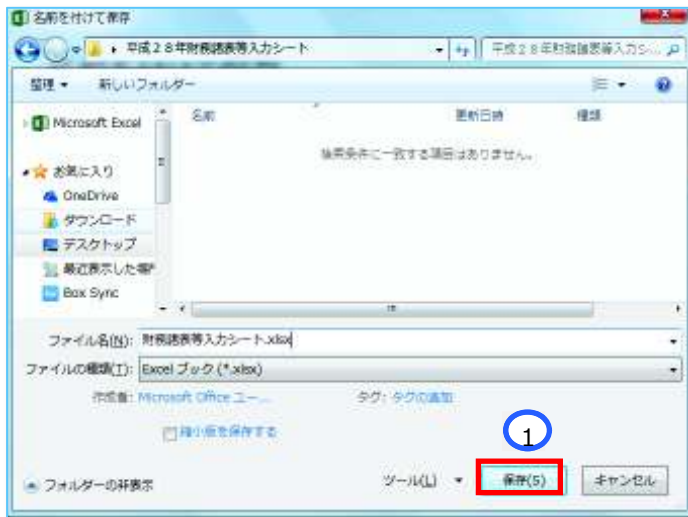 名前を付けて保存
平成28年財務諸表等入力シート
平成28年財務諸表等入力シ...
整理 新しいフォルダー
Microsoft Excel
名前 更新日時 種類
検索条件に一致する項目はありません。
お気に入り
OneDrive
ダウンロード
デスクトップ
最近表示した場所
Box Sync
ファイル名(N): 財務諸表等入力シート.xlsx
ファイルの種類(T): Excel ブック (*.xlsx)
作成者: Microsoft Office ユー... タグ: タグの追加
縮小版を保存する
1
フォルダーの非表示 ツール(L) 保存(S) キャンセル